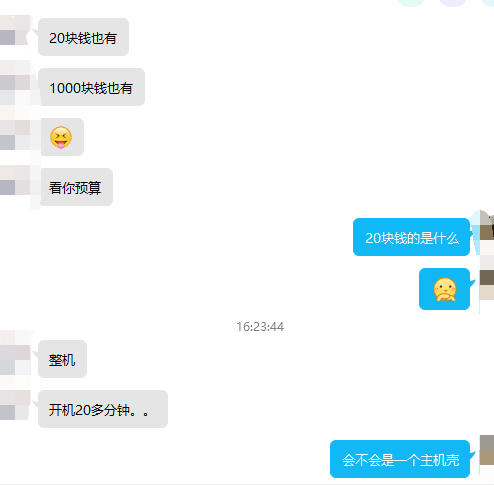 20块钱也有
1000块钱也有
看你预算
20块钱的是什么
16:23:44
整机
开机20多分钟。。
会不会是一个主机壳